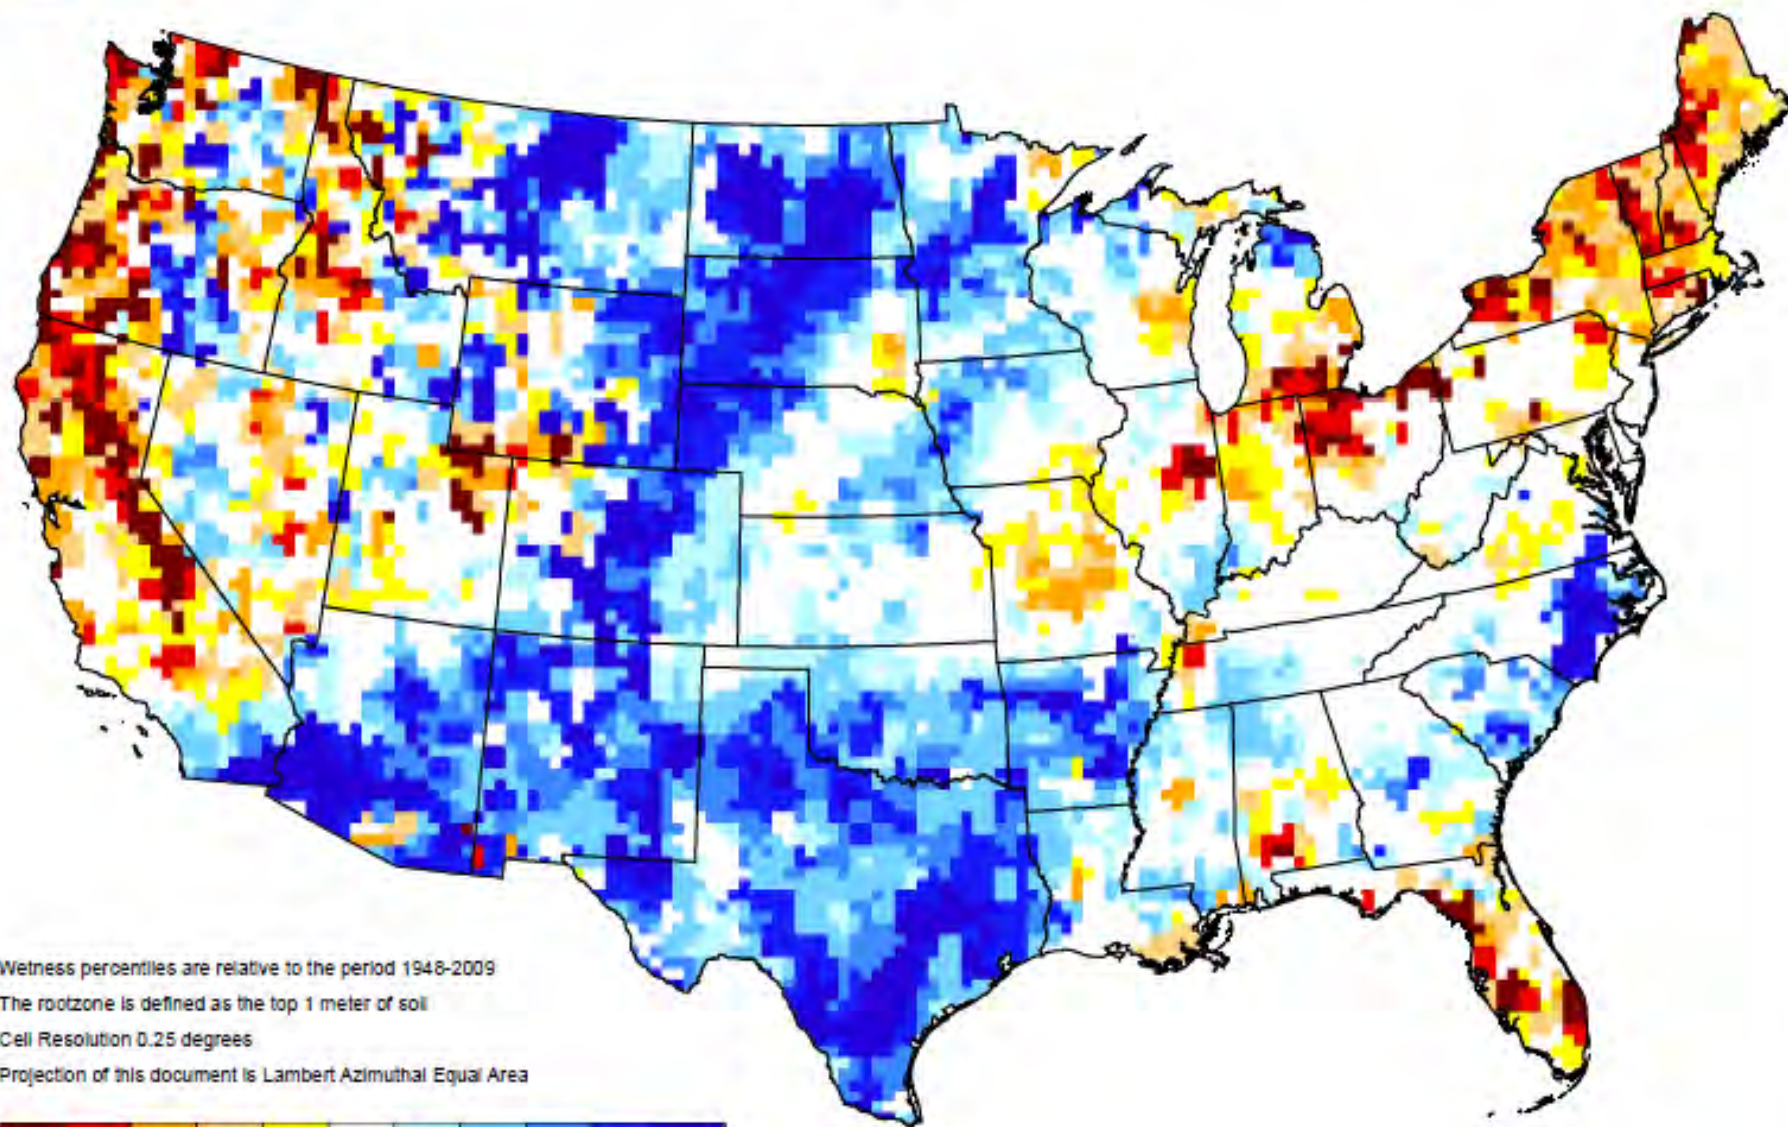 Wetness percentiles are relative to the period 1948-2009
The rootzone is defined as the top 1 meter of soil
Cell Resolution 0.25 degrees
Projection of this document is Lambert Azimuthal Equal Area